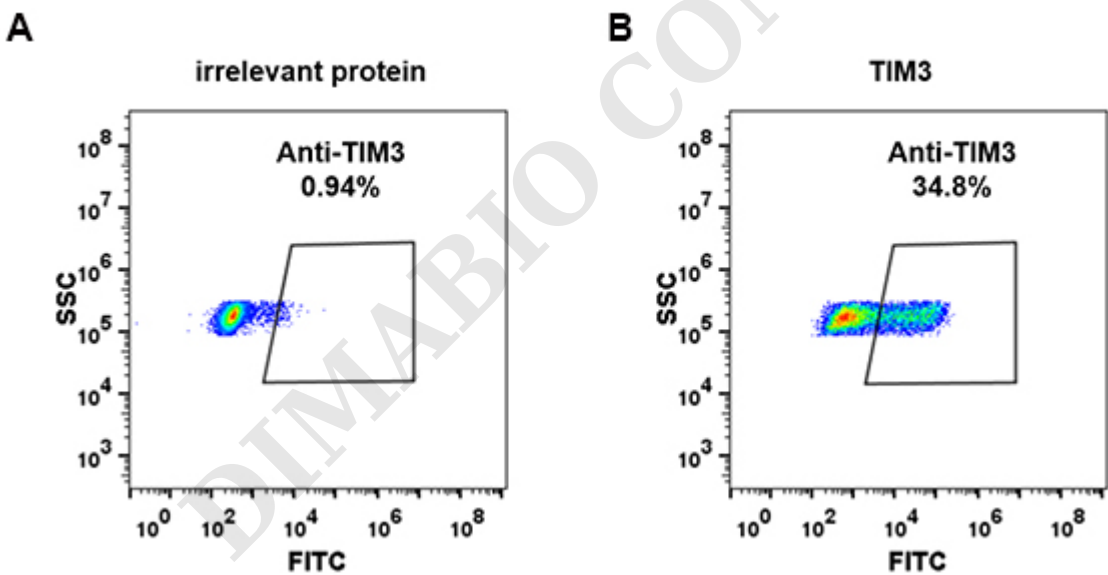 A
irrelevant protein
Anti-TIM3
0.94%
SSC
10^8
10^7
10^6
10^5
10^4
10^3
10^0 10^2 10^4 10^6 10^8
FITC
B
TIM3
Anti-TIM3
34.8%
SSC
10^8
10^7
10^6
10^5
10^4
10^3
10^0 10^2 10^4 10^6 10^8
FITC
DIMABIO